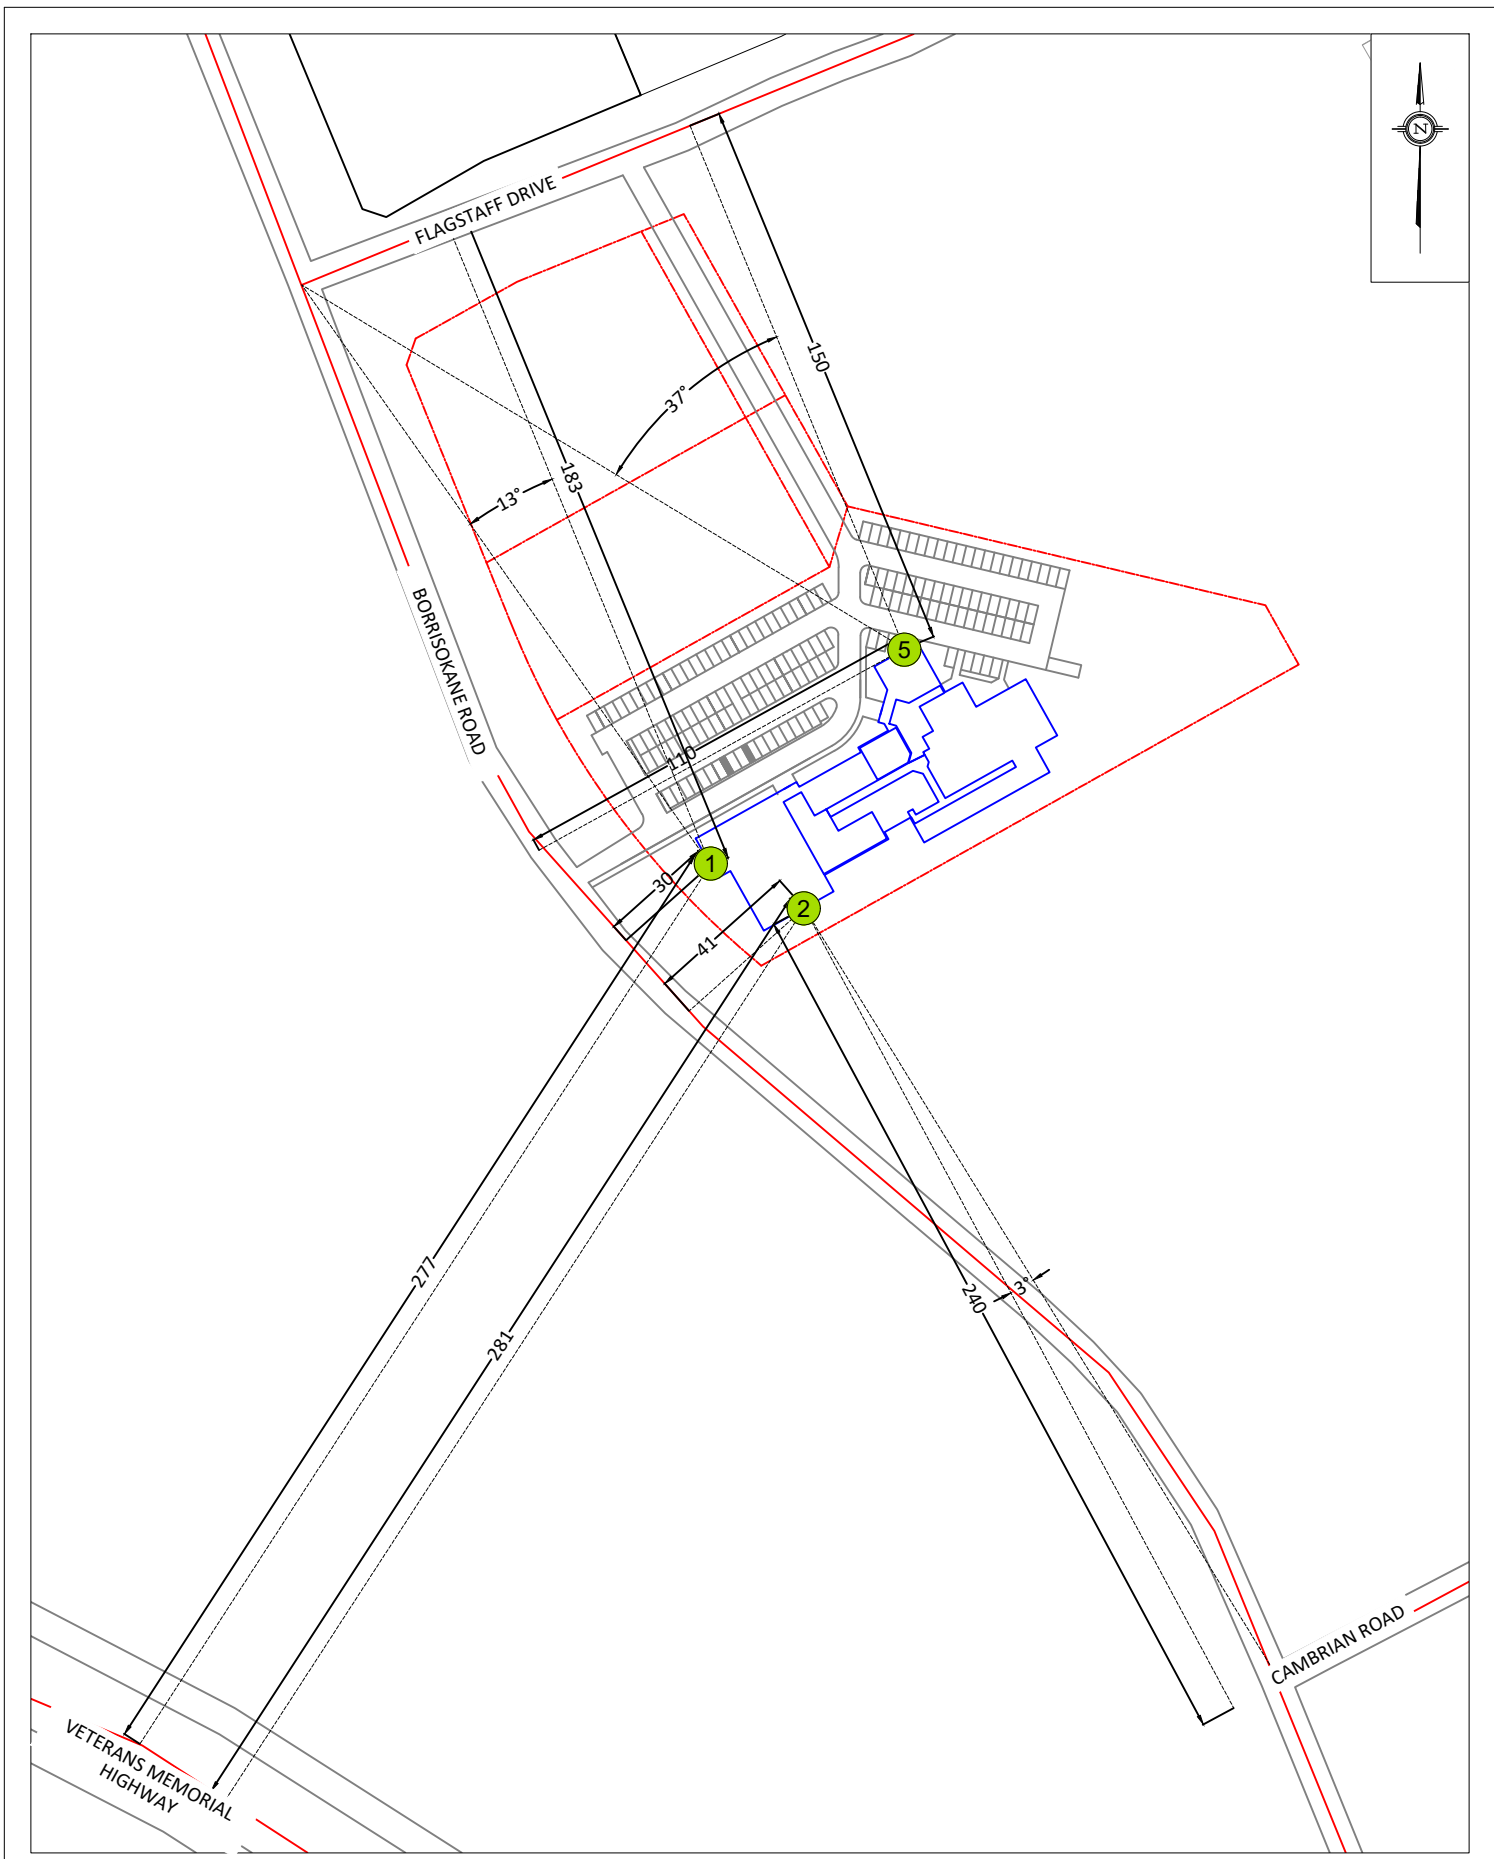 N
FLAGSTAFF DRIVE
150
37°
183
13°
BORRISOKANE ROAD
5
110
1
30
2
41
277
3°
240
281
CAMBRIAN ROAD
VETERANS MEMORIAL
HIGHWAY